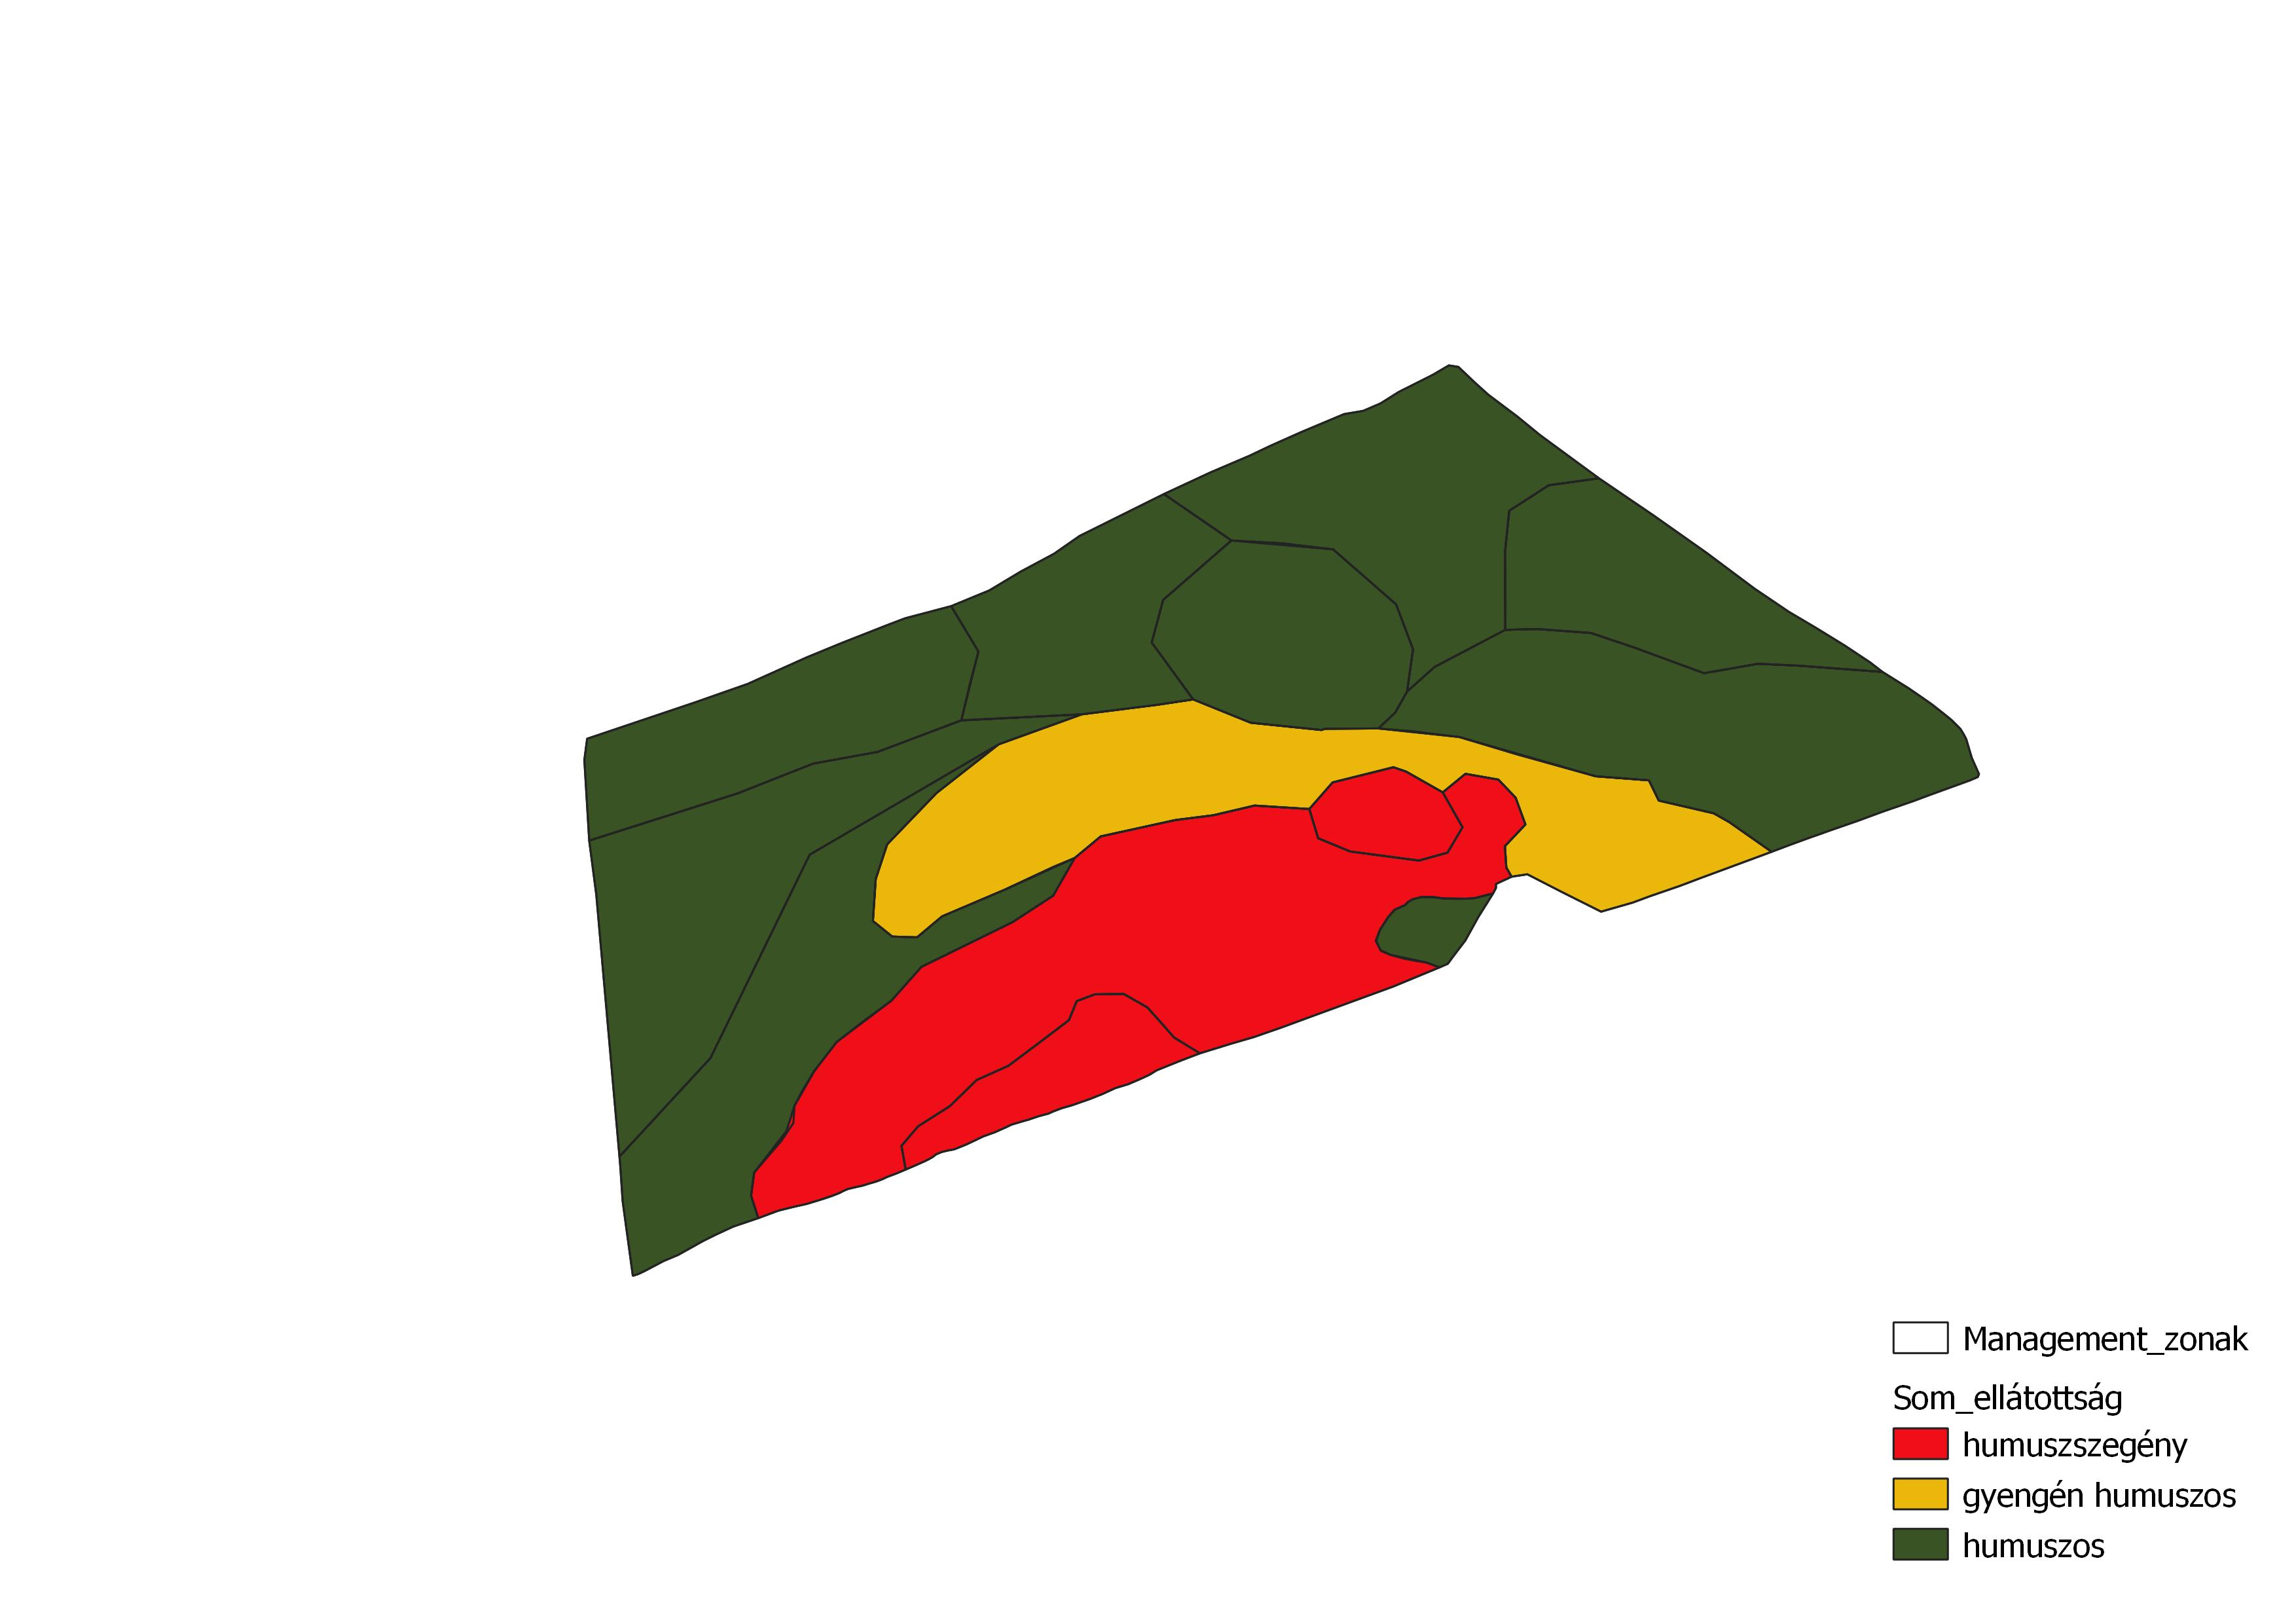 Management_zonak
Som_ellátottság
humuszszegény
gyengén humuszos
humuszos